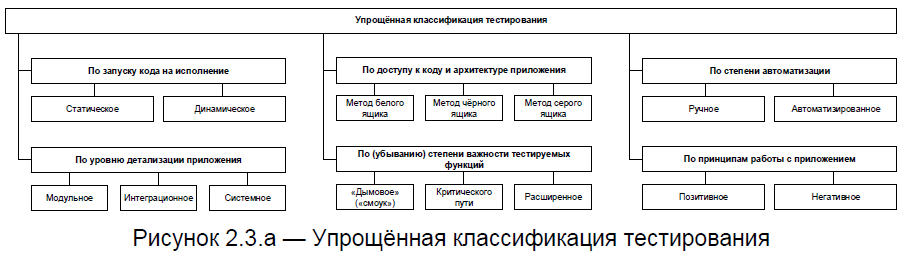 Упрощённая классификация тестирования
По запуску кода на исполнение
Статическое
Динамическое
По доступу к коду и архитектуре приложения
Метод белого
ящика
Метод чёрного
ящика
Метод серого
ящика
По степени автоматизации
Ручное
Автоматизированное
По уровню детализации приложения
Модульное
Интеграционное
Системное
По (убыванию) степени важности тестируемых
функций
«Дымовое»
(«смоук»)
Критического
пути
Расширенное
По принципам работы с приложением
Позитивное
Негативное
Рисунок 2.3.a — Упрощённая классификация тестирования